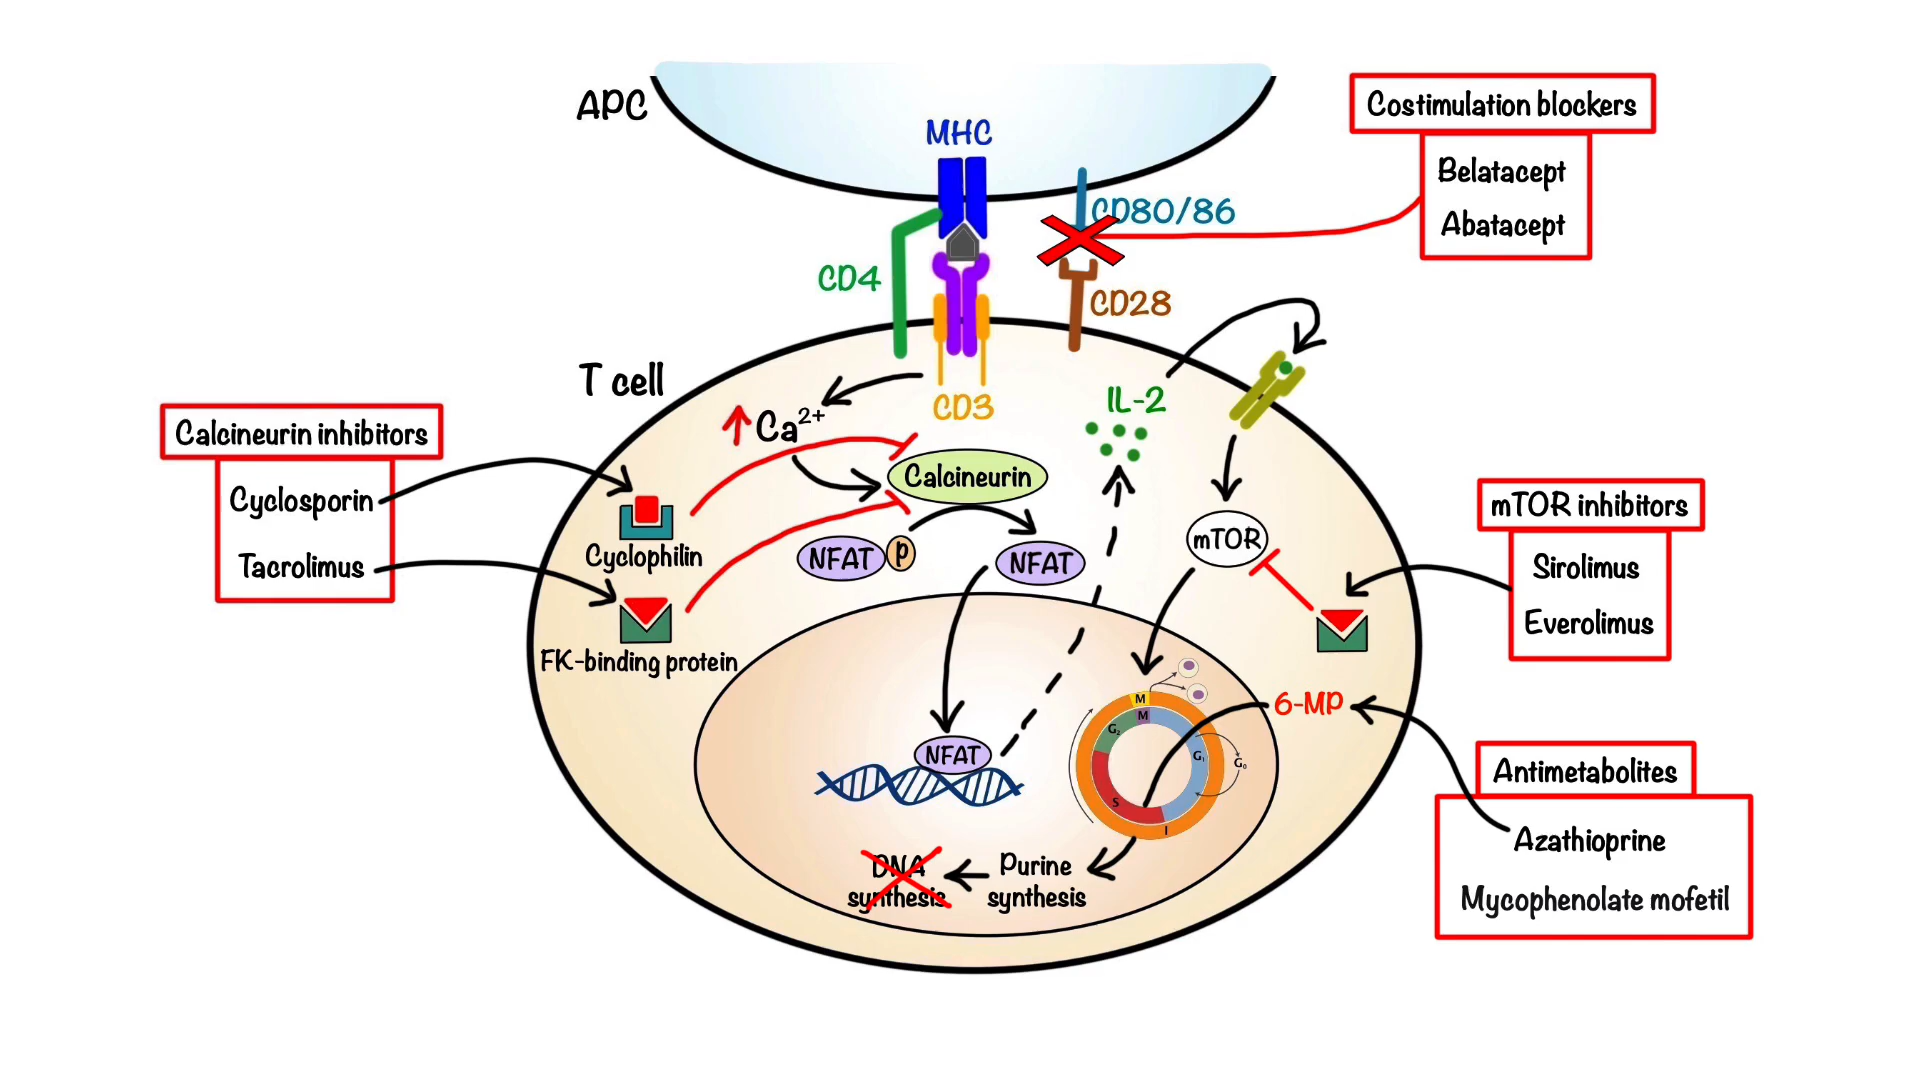 APC
MHC
Costimulation blockers
Belatacept
Abatacept
CD80/86
CD4
CD28
T cell
IL-2
CD3
Ca²⁺
Calcineurin inhibitors
Cyclosporin
Tacrolimus
Calcineurin
Cyclophilin
FK-binding protein
NFAT P
NFAT
mTOR
mTOR inhibitors
Sirolimus
Everolimus
6-MP
NFAT
M
M
G₂
G₁
G₀
S
I
Antimetabolites
Azathioprine
Mycophenolate mofetil
Purine
synthesis
DNA
synthesis